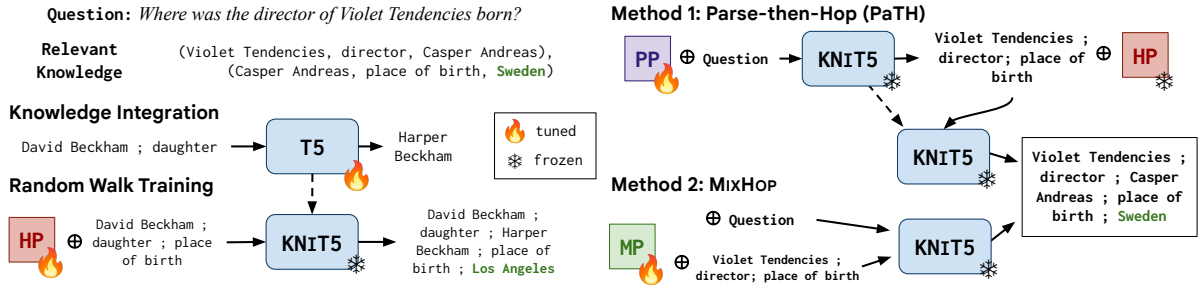 Question: Where was the director of Violet Tendencies born?
Relevant
Knowledge
(Violet Tendencies, director, Casper Andreas),
(Casper Andreas, place of birth, Sweden)
Knowledge Integration
David Beckham ; daughter
T5
Harper
Beckham
tuned
frozen
Random Walk Training
HP
⊕
David Beckham ;
daughter ; place
of birth
KNIT5
David Beckham ;
daughter ; Harper
Beckham ; place of
birth ; Los Angeles
Method 1: Parse-then-Hop (PaTH)
PP
⊕ Question
KNIT5
Violet Tendencies ;
director; place of
birth
⊕
HP
KNIT5
Method 2: MIXHOP
MP
⊕ Question
⊕ Violet Tendencies ;
director; place of birth
KNIT5
Violet Tendencies ;
director ; Casper
Andreas ; place of
birth ; Sweden